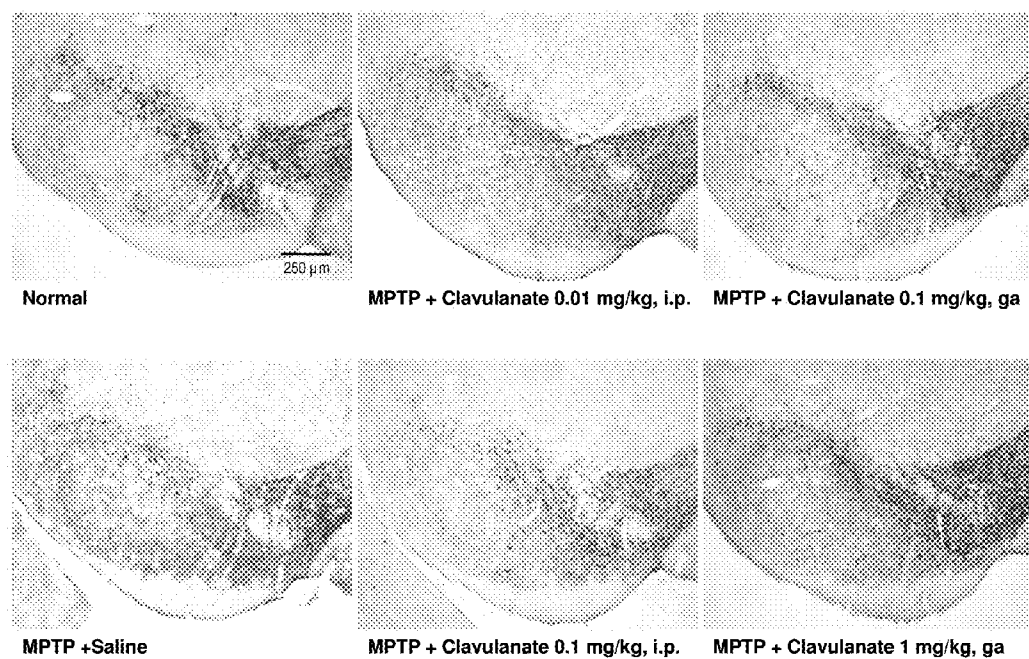 250 µm
Normal
MPTP + Clavulanate 0.01 mg/kg, i.p.
MPTP + Clavulanate 0.1 mg/kg, ga
MPTP +Saline
MPTP + Clavulanate 0.1 mg/kg, i.p.
MPTP + Clavulanate 1 mg/kg, ga